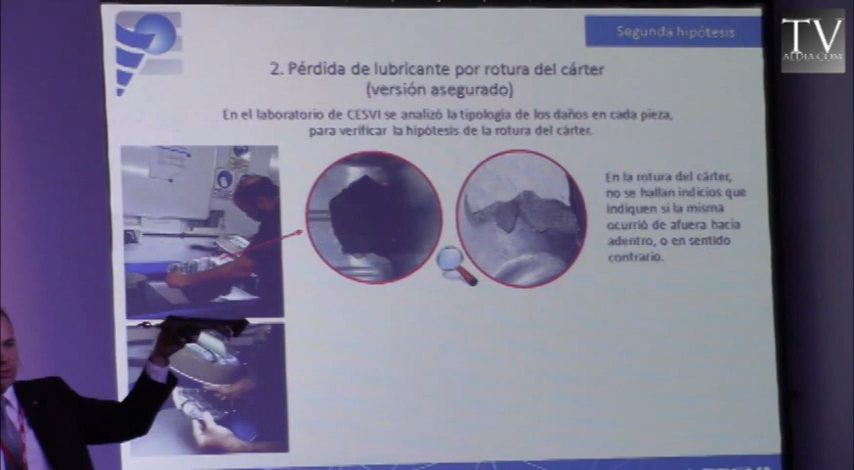 Segunda hipótesis
TV
ALDIA.COM
2. Pérdida de lubricante por rotura del cárter
(versión asegurado)
En el laboratorio de CESVI se analizó la tipología de los daños en cada pieza,
para verificar la hipótesis de la rotura del cárter.
En la rotura del cárter,
no se hallan indicios que
indiquen si la misma
ocurrió de afuera hacia
adentro, o en sentido
contrario.